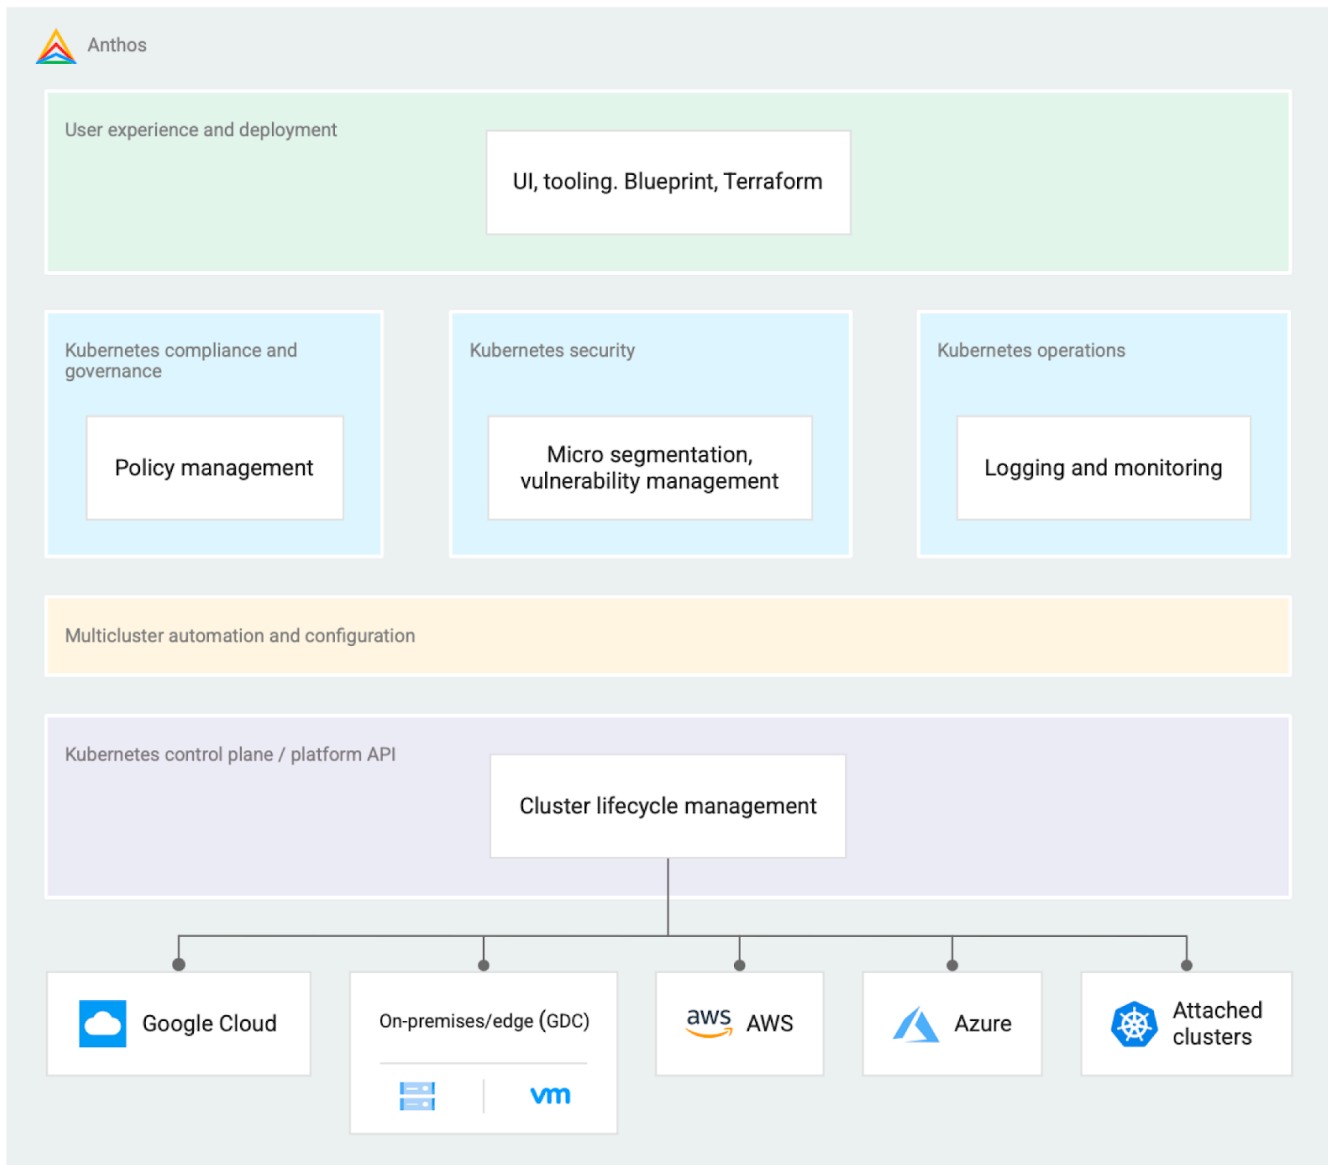 Anthos
User experience and deployment
UI, tooling. Blueprint, Terraform
Kubernetes compliance and
governance
Policy management
Kubernetes security
Micro segmentation,
vulnerability management
Kubernetes operations
Logging and monitoring
Multicluster automation and configuration
Kubernetes control plane / platform API
Cluster lifecycle management
Google Cloud
On-premises/edge (GDC)
vm
aws AWS
Azure
Attached
clusters